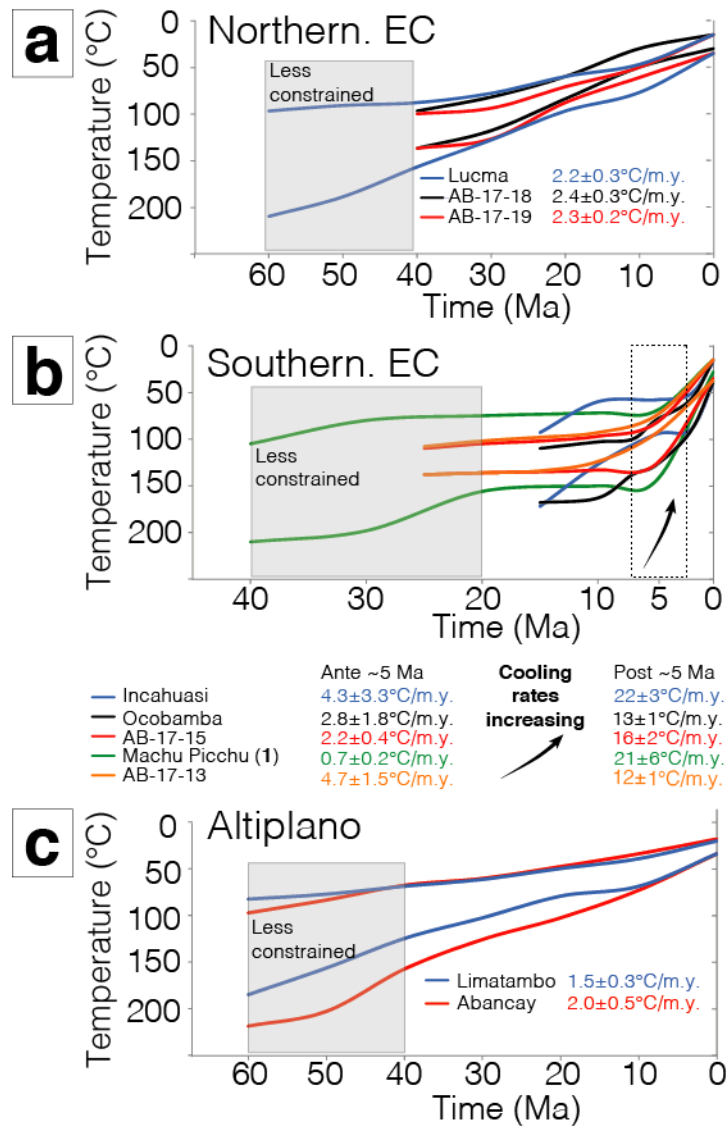 a
Northern. EC
Temperature (°C)
0
50
100
150
200
Less
constrained
Lucma 2.2±0.3°C/m.y.
AB-17-18 2.4±0.3°C/m.y.
AB-17-19 2.3±0.2°C/m.y.
60 50 40 30 20 10 0
Time (Ma)
b
Southern. EC
Temperature (°C)
0
50
100
150
200
Less
constrained
40 30 20 10 5 0
Time (Ma)
Ante ~5 Ma Cooling Post ~5 Ma
Incahuasi 4.3±3.3°C/m.y. rates 22±3°C/m.y.
Ocobamba 2.8±1.8°C/m.y. increasing 13±1°C/m.y.
AB-17-15 2.2±0.4°C/m.y. 16±2°C/m.y.
Machu Picchu (1) 0.7±0.2°C/m.y. 21±6°C/m.y.
AB-17-13 4.7±1.5°C/m.y. 12±1°C/m.y.
c
Altiplano
Temperature (°C)
0
50
100
150
200
Less
constrained
Limatambo 1.5±0.3°C/m.y.
Abancay 2.0±0.5°C/m.y.
60 50 40 30 20 10 0
Time (Ma)